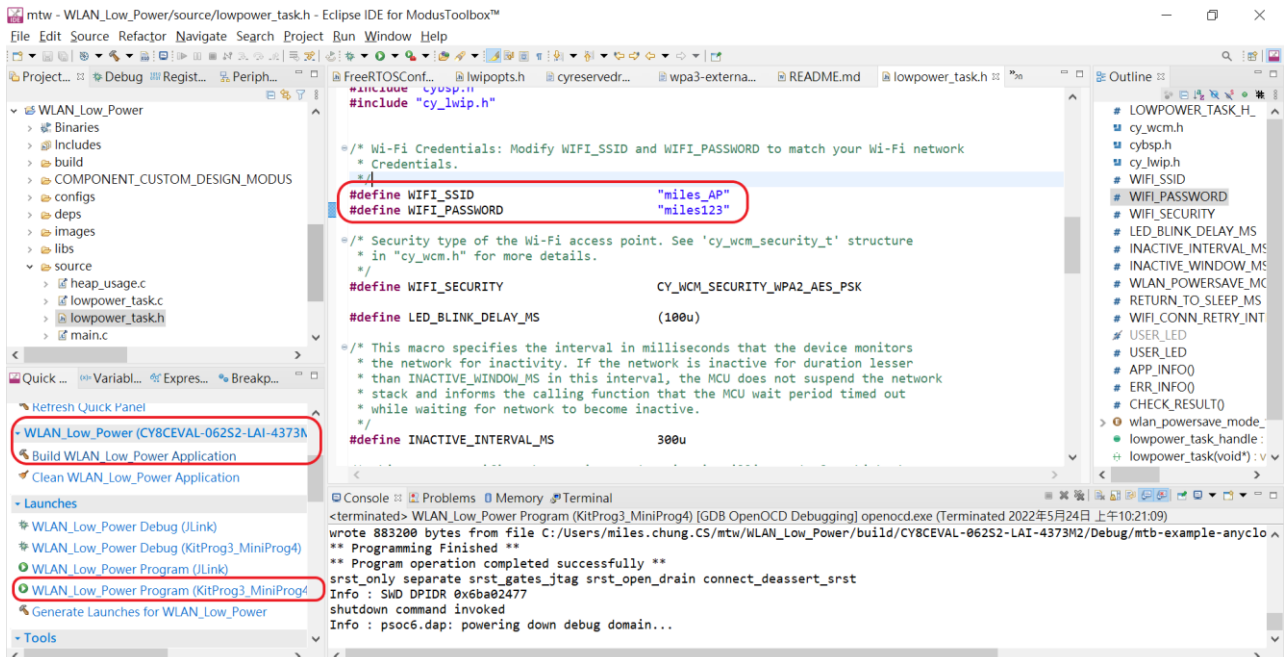 mtw - WLAN_Low_Power/source/lowpower_task.h - Eclipse IDE for ModusToolbox™
File Edit Source Refactor Navigate Search Project Run Window Help
Project... Debug Regist... Periph...
WLAN_Low_Power
Binaries
Includes
build
COMPONENT_CUSTOM_DESIGN_MODUS
configs
deps
images
libs
source
heap_usage.c
lowpower_task.c
lowpower_task.h
main.c
Quick ... Variabl... Expres... Breakp...
Refresh Quick Panel
WLAN_Low_Power (CY8CEVAL-062S2-LAI-4373M
Build WLAN_Low_Power Application
Clean WLAN_Low_Power Application
Launches
WLAN_Low_Power Debug (JLink)
WLAN_Low_Power Debug (KitProg3_MiniProg4)
WLAN_Low_Power Program (JLink)
WLAN_Low_Power Program (KitProg3_MiniProg4
Generate Launches for WLAN_Low_Power
Tools
FreeRTOSConf... lwipopts.h cyreservedr... wpa3-externa... README.md lowpower_task.h »20
#include "cybsp.h"
#include "cy_lwip.h"
/* Wi-Fi Credentials: Modify WIFI_SSID and WIFI_PASSWORD to match your Wi-Fi network
* Credentials.
*/
#define WIFI_SSID "miles_AP"
#define WIFI_PASSWORD "miles123"
/* Security type of the Wi-Fi access point. See 'cy_wcm_security_t' structure
* in "cy_wcm.h" for more details.
*/
#define WIFI_SECURITY CY_WCM_SECURITY_WPA2_AES_PSK
#define LED_BLINK_DELAY_MS (100u)
/* This macro specifies the interval in milliseconds that the device monitors
* the network for inactivity. If the network is inactive for duration lesser
* than INACTIVE_WINDOW_MS in this interval, the MCU does not suspend the network
* stack and informs the calling function that the MCU wait period timed out
* while waiting for network to become inactive.
*/
#define INACTIVE_INTERVAL_MS 300u
Outline
LOWPOWER_TASK_H_
cy_wcm.h
cybsp.h
cy_lwip.h
WIFI_SSID
WIFI_PASSWORD
WIFI_SECURITY
LED_BLINK_DELAY_MS
INACTIVE_INTERVAL_MS
INACTIVE_WINDOW_MS
WLAN_POWERSAVE_MO
RETURN_TO_SLEEP_MS
WIFI_CONN_RETRY_INT
USER_LED
USER_LED
APP_INFO()
ERR_INFO()
CHECK_RESULT()
wlan_powersave_mode_
lowpower_task_handle :
lowpower_task(void*) : v
Console Problems Memory Terminal
<terminated> WLAN_Low_Power Program (KitProg3_MiniProg4) [GDB OpenOCD Debugging] openocd.exe (Terminated 2022年5月24日 上午10:21:09)
wrote 883200 bytes from file C:/Users/miles.chung.CS/mtw/WLAN_Low_Power/build/CY8CEVAL-062S2-LAI-4373M2/Debug/mtb-example-anyclo
** Programming Finished **
** Program operation completed successfully **
srst_only separate srst_gates_jtag srst_open_drain connect_deassert_srst
Info : SWD DPIDR 0x6ba02477
shutdown command invoked
Info : psoc6.dap: powering down debug domain...